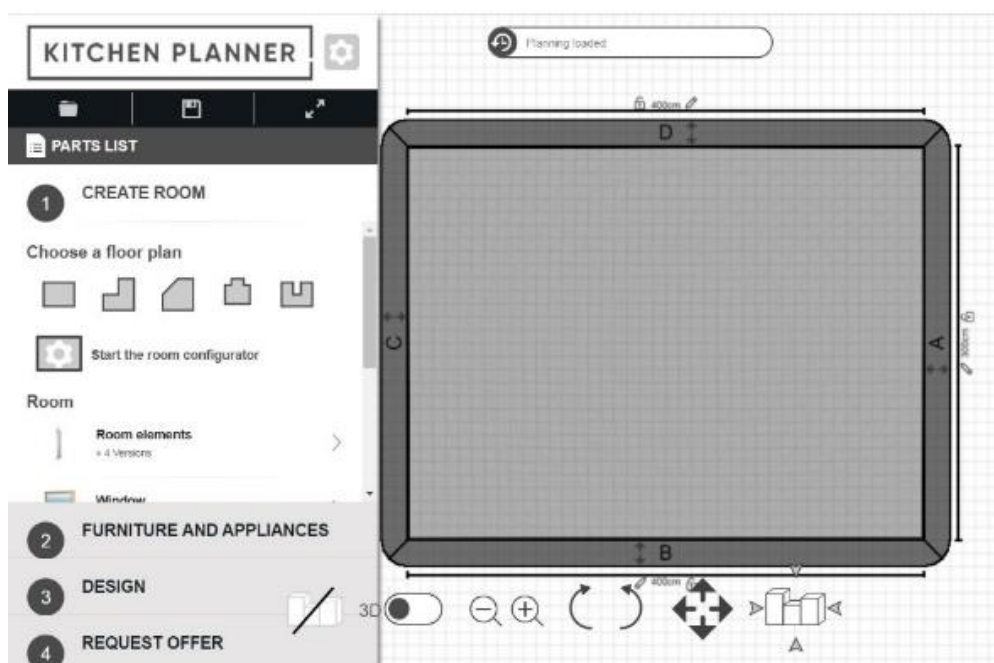 KITCHEN PLANNER
Planning loaded
PARTS LIST
1 CREATE ROOM
Choose a floor plan
Start the room configurator
Room
Room elements
+ 4 Versions
Window
2 FURNITURE AND APPLIANCES
3 DESIGN
4 REQUEST OFFER
3D
400cm
D
C
A
300cm
B
400cm